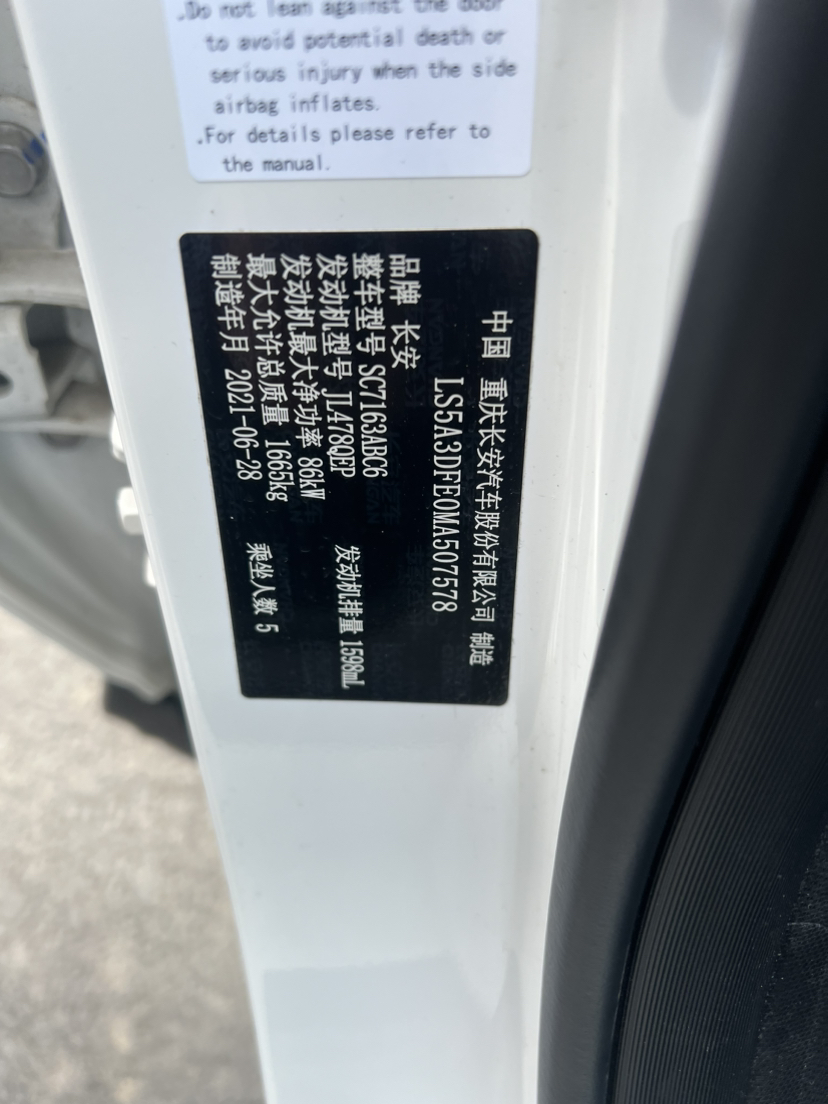 .Do not lean against the door
to avoid potential death or
serious injury when the side
airbag inflates.
.For details please refer to
the manual.
中国 重庆长安汽车股份有限公司 制造
LS5A3DFE0MA507578
品牌 长安
整车型号 SC7163ABC6
发动机型号 JL478QEP 发动机排量 1598mL
发动机最大净功率 86kW
最大允许总质量 1665kg 乘坐人数 5
制造年月 2021-06-28